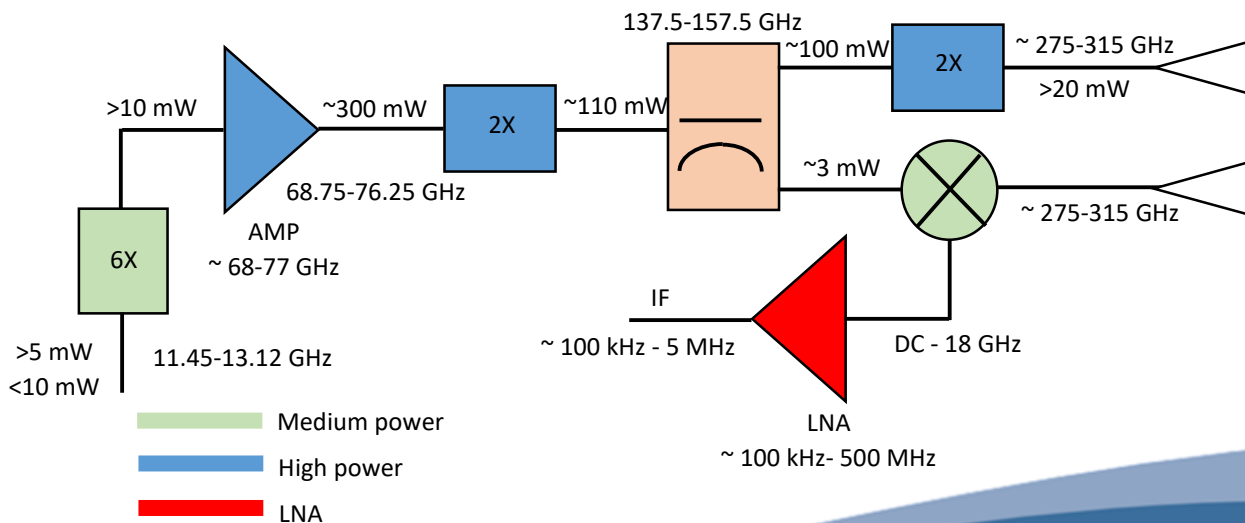 137.5-157.5 GHz
~100 mW
2X
~ 275-315 GHz
>20 mW
>10 mW
~300 mW
2X
~110 mW
68.75-76.25 GHz
AMP
~ 68-77 GHz
6X
~3 mW
~ 275-315 GHz
IF
~ 100 kHz - 5 MHz
DC - 18 GHz
>5 mW
<10 mW
11.45-13.12 GHz
LNA
~ 100 kHz- 500 MHz
Medium power
High power
LNA